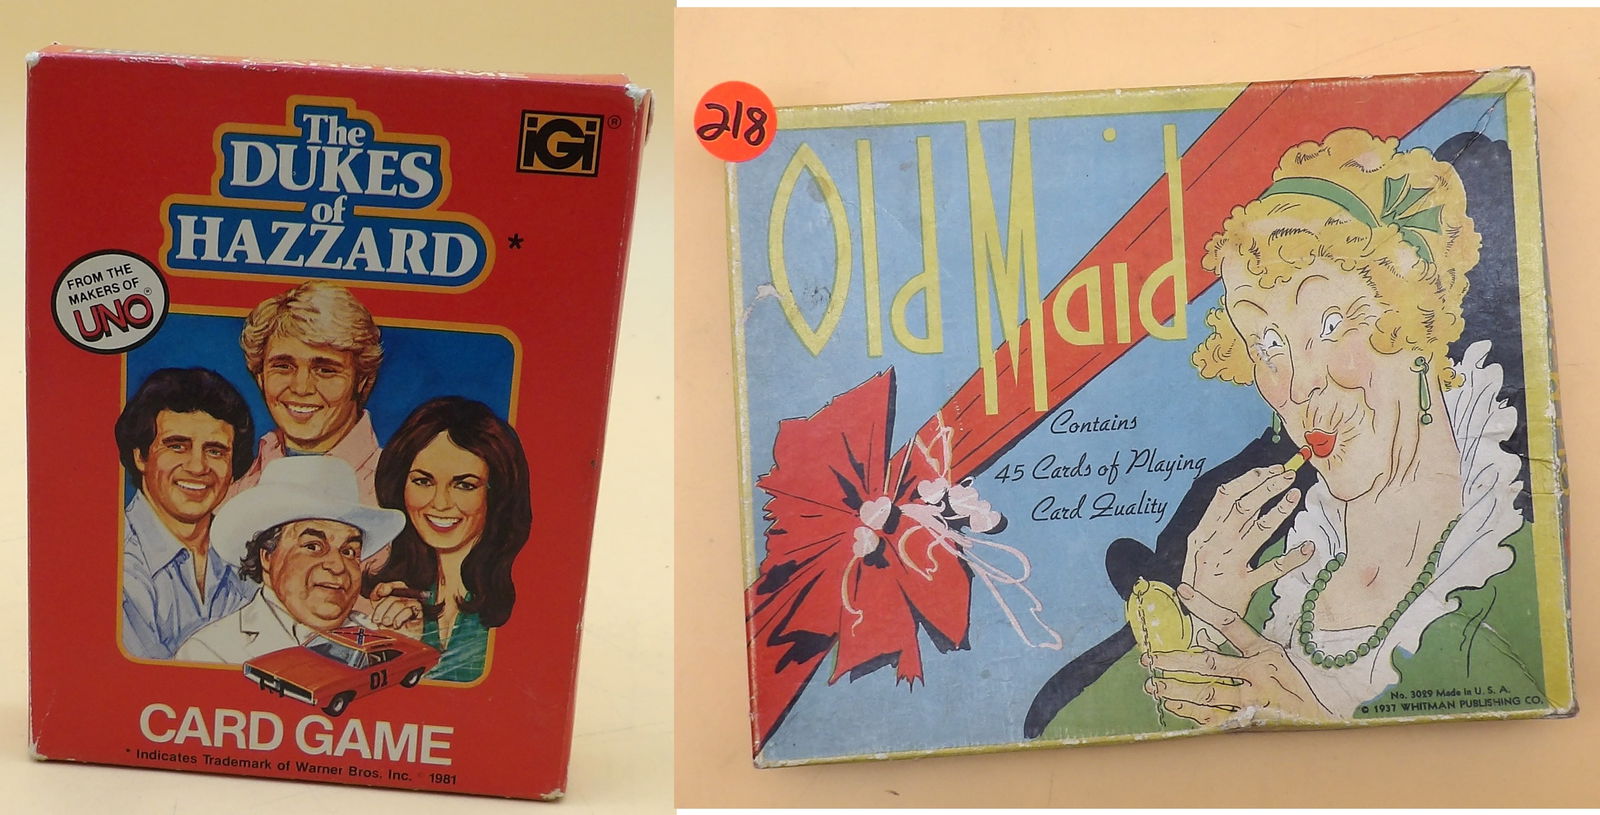 The
DUKES
of
HAZZARD
*
iGi®
FROM THE
MAKERS OF
UNO®
01
CARD GAME
* Indicates Trademark of Warner Bros, Inc. © 1981
218
Old Maid
Contains
45 Cards of Playing
Card Quality
No. 3029 Made in U. S. A.
© 1937 WHITMAN PUBLISHING CO.